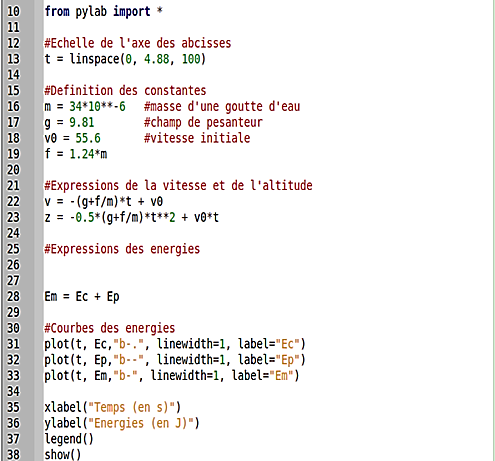 10 from pylab import *
11
12 #Echelle de l'axe des abcisses
13 t = linspace(0, 4.88, 100)
14
15 #Definition des constantes
16 m = 34*10**-6 #masse d'une goutte d'eau
17 g = 9.81 #champ de pesanteur
18 v0 = 55.6 #vitesse initiale
19 f = 1.24*m
20
21 #Expressions de la vitesse et de l'altitude
22 v = -(g+f/m)*t + v0
23 z = -0.5*(g+f/m)*t**2 + v0*t
24
25 #Expressions des energies
26
27
28 Em = Ec + Ep
29
30 #Courbes des energies
31 plot(t, Ec,"b-.", linewidth=1, label="Ec")
32 plot(t, Ep,"b--", linewidth=1, label="Ep")
33 plot(t, Em,"b-", linewidth=1, label="Em")
34
35 xlabel("Temps (en s)")
36 ylabel("Energies (en J)")
37 legend()
38 show()